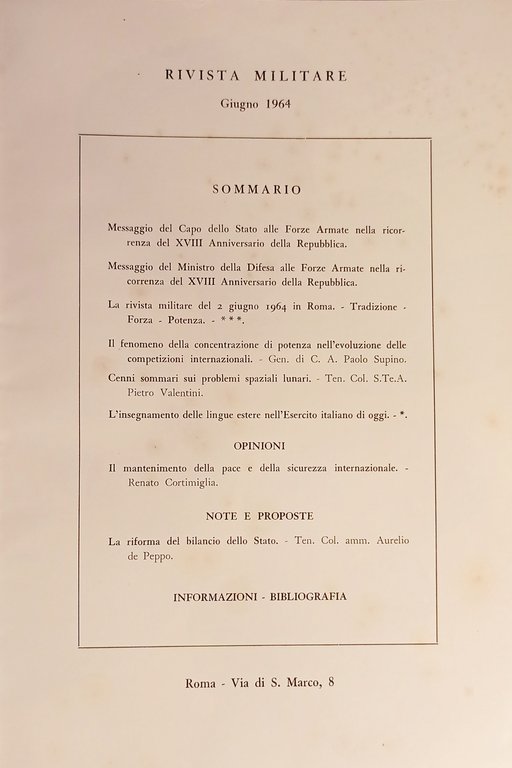 RIVISTA MILITARE
Giugno 1964
SOMMARIO
Messaggio del Capo dello Stato alle Forze Armate nella ricor-
renza del XVIII Anniversario della Repubblica.
Messaggio del Ministro della Difesa alle Forze Armate nella ri-
correnza del XVIII Anniversario della Repubblica.
La rivista militare del 2 giugno 1964 in Roma. - Tradizione -
Forza - Potenza. - * * *.
Il fenomeno della concentrazione di potenza nell'evoluzione delle
competizioni internazionali. - Gen. di C. A. Paolo Supino.
Cenni sommari sui problemi spaziali lunari. - Ten. Col. S.Te.A.
Pietro Valentini.
L'insegnamento delle lingue estere nell'Esercito italiano di oggi. - *.
OPINIONI
Il mantenimento della pace e della sicurezza internazionale. -
Renato Cortimiglia.
NOTE E PROPOSTE
La riforma del bilancio dello Stato. - Ten. Col. amm. Aurelio
de Peppo.
INFORMAZIONI - BIBLIOGRAFIA
Roma - Via di S. Marco, 8